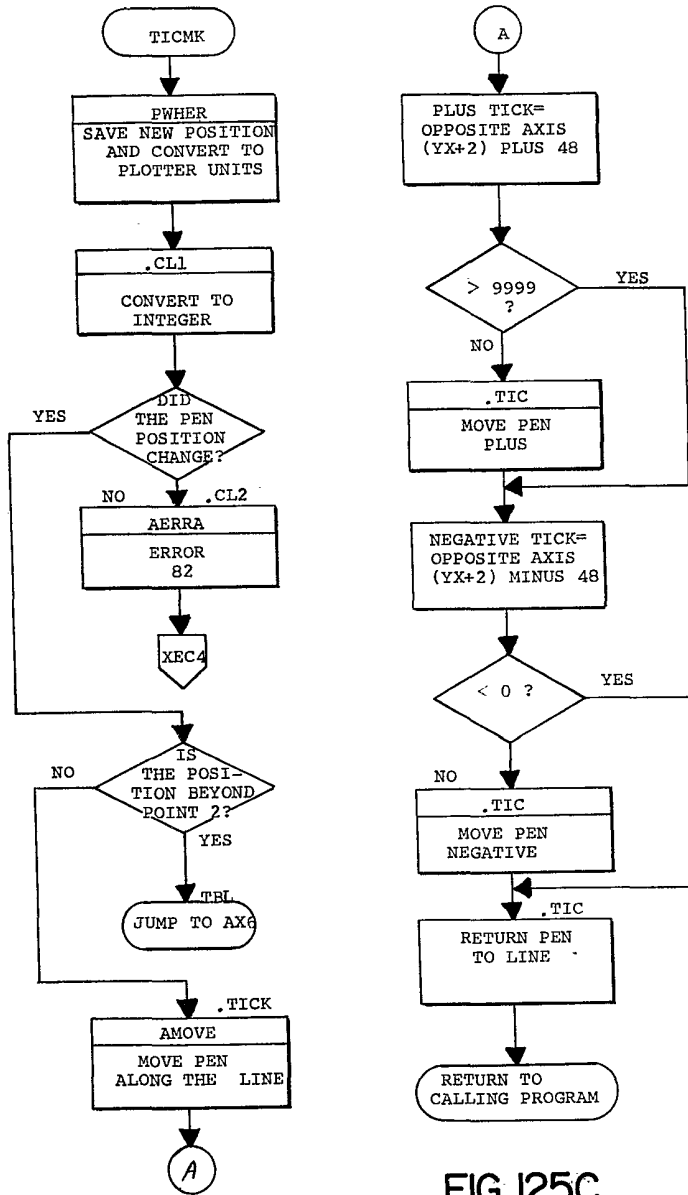 TICMK
PWHER
SAVE NEW POSITION
AND CONVERT TO
PLOTTER UNITS
.CL1
CONVERT TO
INTEGER
DID
THE PEN
POSITION
CHANGE?
YES
NO
.CL2
AERRA
ERROR
82
XEC4
IS
THE POSI-
TION BEYOND
POINT 2?
NO
YES
TBL
JUMP TO AX6
.TICK
AMOVE
MOVE PEN
ALONG THE LINE
A
A
PLUS TICK=
OPPOSITE AXIS
(YX+2) PLUS 48
> 9999
?
YES
NO
.TIC
MOVE PEN
PLUS
NEGATIVE TICK=
OPPOSITE AXIS
(YX+2) MINUS 48
< 0 ?
YES
NO
.TIC
MOVE PEN
NEGATIVE
.TIC
RETURN PEN
TO LINE
RETURN TO
CALLING PROGRAM
FIG 125C